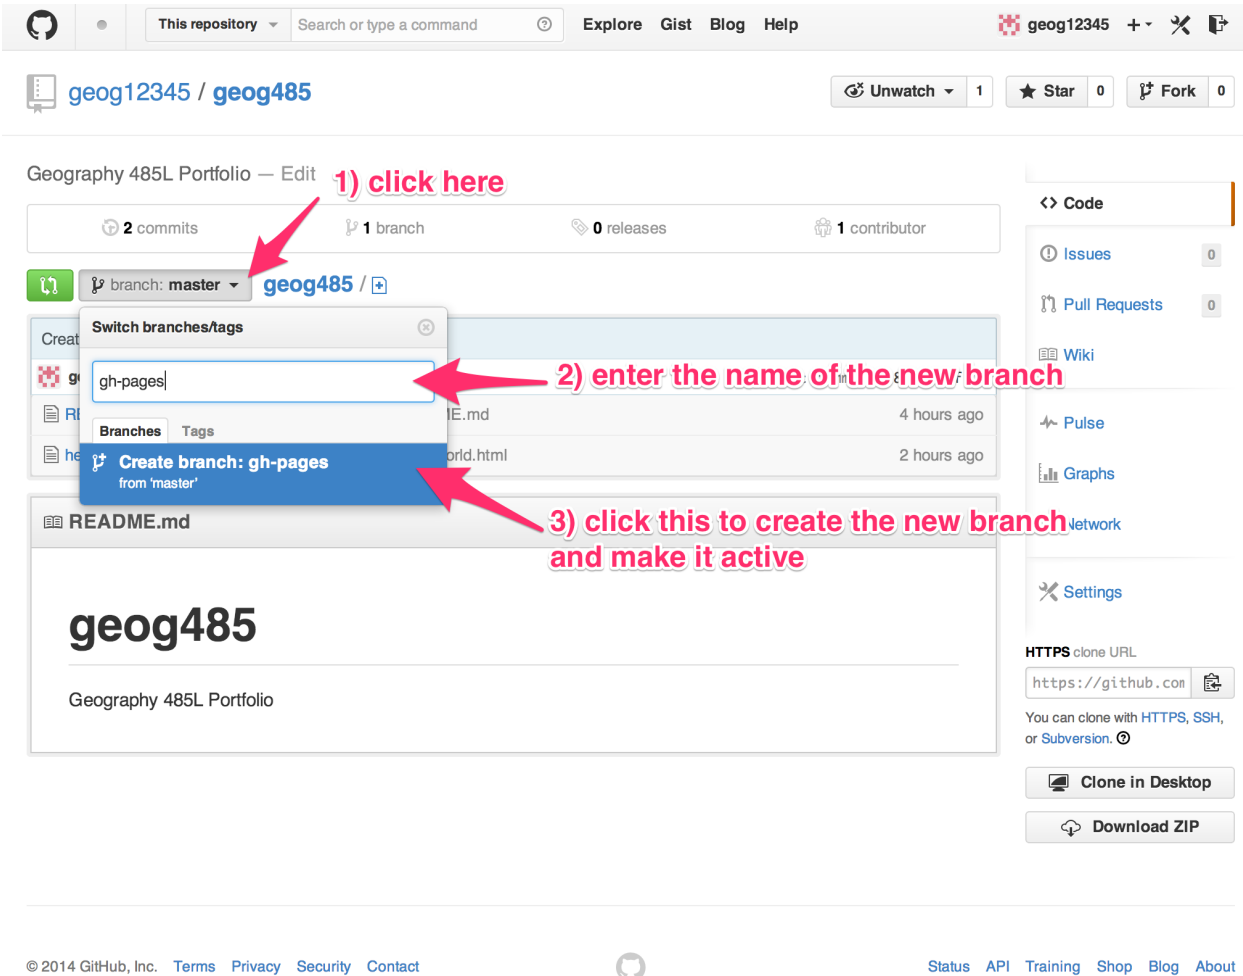 This repository Search or type a command Explore Gist Blog Help geog12345
geog12345 / geog485 Unwatch 1 Star 0 Fork 0
Geography 485L Portfolio — Edit
1) click here
2 commits 1 branch 0 releases 1 contributor
branch: master geog485 /
Switch branches/tags
gh-pages
2) enter the name of the new branch
Branches Tags
Create branch: gh-pages
from 'master'
4 hours ago
2 hours ago
3) click this to create the new branch
and make it active
README.md
geog485
Geography 485L Portfolio
Code
Issues 0
Pull Requests 0
Wiki
Pulse
Graphs
Network
Settings
HTTPS clone URL
https://github.com
You can clone with HTTPS, SSH,
or Subversion.
Clone in Desktop
Download ZIP
© 2014 GitHub, Inc. Terms Privacy Security Contact Status API Training Shop Blog About